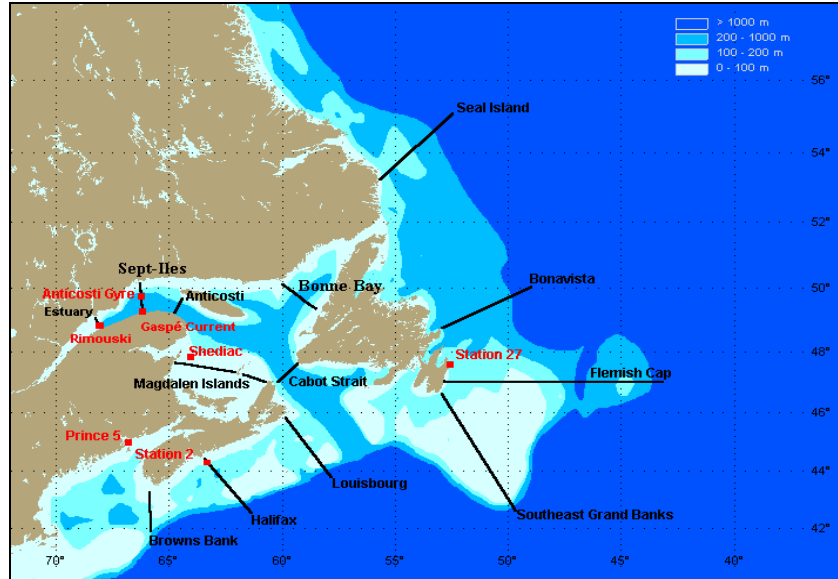 > 1000 m
200 - 1000 m
100 - 200 m
0 - 100 m
56°
Seal Island
54°
52°
Sept-Iles
50°
Anticosti Gyre
Anticosti
Bonne Bay
Bonavista
Estuary
Rimouski
Gaspé Current
48°
Shediac
Station 27
Magdalen Islands
Cabot Strait
Flemish Cap
46°
Prince 5
Station 2
44°
Louisbourg
Halifax
Southeast Grand Banks
Browns Bank
42°
70° 65° 60° 55° 50° 45° 40°